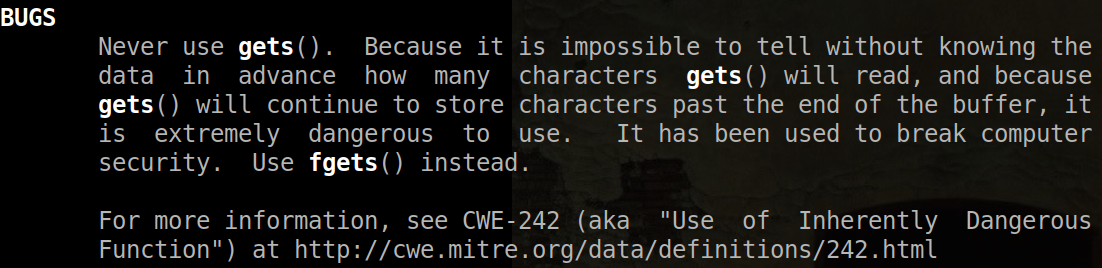 BUGS
Never use gets(). Because it is impossible to tell without knowing the
data in advance how many characters gets() will read, and because
gets() will continue to store characters past the end of the buffer, it
is extremely dangerous to use. It has been used to break computer
security. Use fgets() instead.
For more information, see CWE-242 (aka "Use of Inherently Dangerous
Function") at http://cwe.mitre.org/data/definitions/242.html